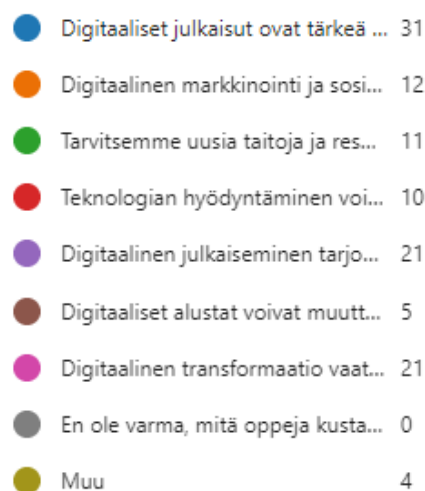 Digitaaliset julkaisut ovat tärkeä ... 31
Digitaalinen markkinointi ja sosi... 12
Tarvitsemme uusia taitoja ja res... 11
Teknologian hyödyntäminen voi... 10
Digitaalinen julkaiseminen tarjo... 21
Digitaaliset alustat voivat muutt... 5
Digitaalinen transformaatio vaat... 21
En ole varma, mitä oppeja kusta... 0
Muu 4